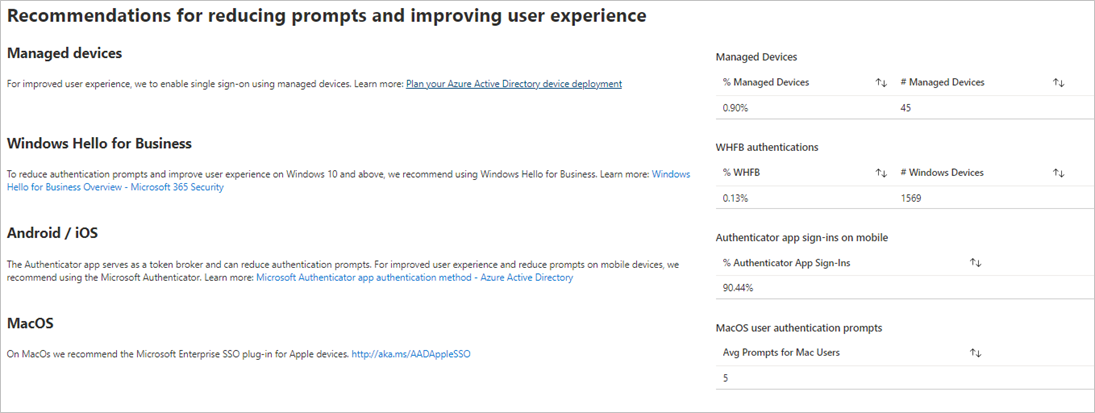 Recommendations for reducing prompts and improving user experience
Managed devices
For improved user experience, we to enable single sign-on using managed devices. Learn more: Plan your Azure Active Directory device deployment
Managed Devices
% Managed Devices ↑↓ # Managed Devices ↑↓
0.90% 45
Windows Hello for Business
To reduce authentication prompts and improve user experience on Windows 10 and above, we recommend using Windows Hello for Business. Learn more: Windows
Hello for Business Overview - Microsoft 365 Security
WHFB authentications
% WHFB ↑↓ # Windows Devices ↑↓
0.13% 1569
Android / iOS
The Authenticator app serves as a token broker and can reduce authentication prompts. For improved user experience and reduce prompts on mobile devices, we
recommend using the Microsoft Authenticator. Learn more: Microsoft Authenticator app authentication method - Azure Active Directory
Authenticator app sign-ins on mobile
% Authenticator App Sign-Ins ↑↓
90.44%
MacOS
On MacOs we recommend the Microsoft Enterprise SSO plug-in for Apple devices. http://aka.ms/AADAppleSSO
MacOS user authentication prompts
Avg Prompts for Mac Users ↑↓
5